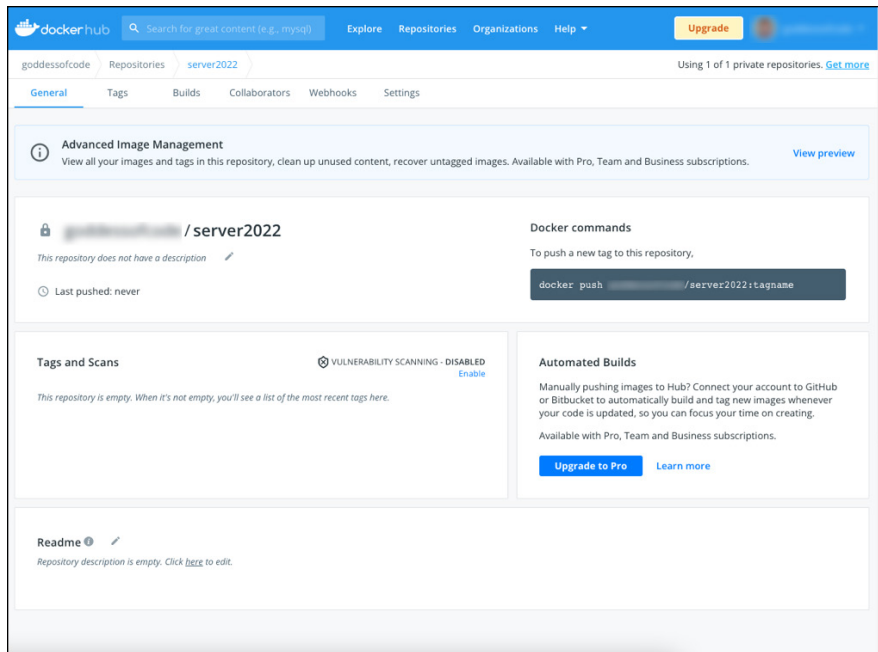 dockerhub
Search for great content (e.g., mysql)
Explore
Repositories
Organizations
Help
Upgrade
goddessofcode
Repositories
server2022
Using 1 of 1 private repositories. Get more
General
Tags
Builds
Collaborators
Webhooks
Settings
Advanced Image Management
View all your images and tags in this repository, clean up unused content, recover untagged images. Available with Pro, Team and Business subscriptions.
View preview
/ server2022
This repository does not have a description
Last pushed: never
Docker commands
To push a new tag to this repository,
docker push /server2022:tagname
Tags and Scans
VULNERABILITY SCANNING - DISABLED
Enable
This repository is empty. When it's not empty, you'll see a list of the most recent tags here.
Automated Builds
Manually pushing images to Hub? Connect your account to GitHub
or Bitbucket to automatically build and tag new images whenever
your code is updated, so you can focus your time on creating.
Available with Pro, Team and Business subscriptions.
Upgrade to Pro
Learn more
Readme
Repository description is empty. Click here to edit.